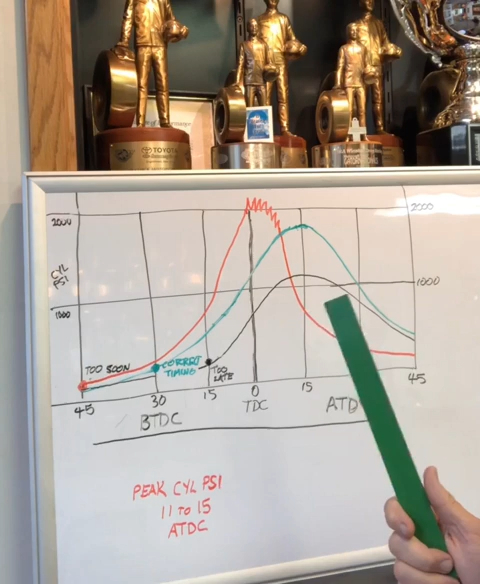 TOYOTA
2000
2000
CYL
PSI
1000
1000
TOO SOON
CORRECT
TIMING
TOO
LATE
45
30
15
0
15
45
BTDC
TDC
ATD
PEAK CYL PSI
11 TO 15
ATDC